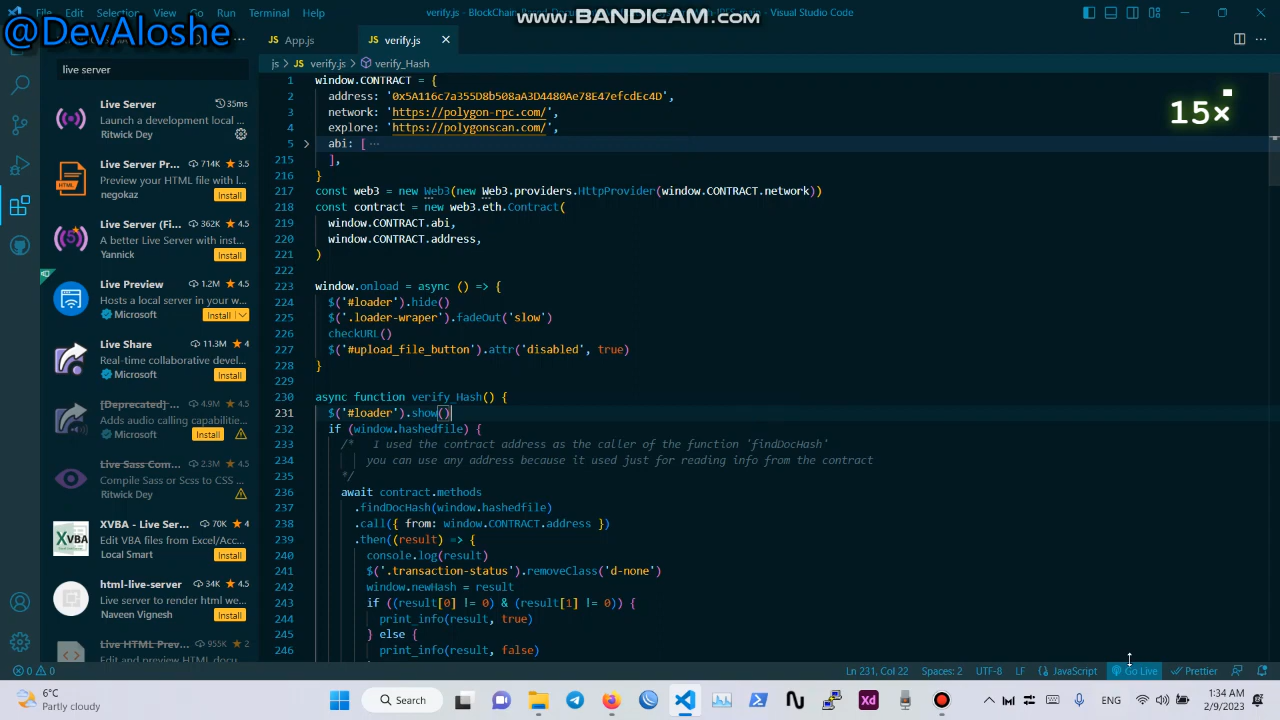 File Edit Selection View Go Run Terminal Help
www.BANDICAM.com
verify.js - BlockChain
Visual Studio Code
@DevAloshe
App.js
verify.js
js > verify.js > verify_Hash
15×
live server
Live Server
35ms
Launch a development local ...
Ritwick Dey
Live Server Pr... 714K 3.5
Preview your HTML file with l...
negokaz
Install
Live Server (Fi... 362K 4.5
A better Live Server with inst...
Yannick
Install
Live Preview 1.2M 4.5
Hosts a local server in your w...
Microsoft
Install
Live Share 11.3M 4
Real-time collaborative devel...
Microsoft
Install
[Deprecated] ... 4.9M 4.5
Adds audio calling capabilitie...
Microsoft
Install
Live Sass Com... 2.3M 4.5
Compile Sass or Scss to CSS ...
Ritwick Dey
XVBA - Live Ser... 70K 4
Edit VBA files from Excel/Acc...
Local Smart
Install
html-live-server 34K 4.5
Live server to render html we...
Naveen Vignesh
Install
Live HTML Prev... 955K 2
Edit and preview HTML docu...
1 window.CONTRACT = {
2 address: '0x5A116c7a355D8b508aA3D4480Ae78E47efcdEc4D',
3 network: 'https://polygon-rpc.com/',
4 explore: 'https://polygonscan.com/',
5 abi: [ ...
215 ],
216 }
217 const web3 = new Web3(new Web3.providers.HttpProvider(window.CONTRACT.network))
218 const contract = new web3.eth.Contract(
219 window.CONTRACT.abi,
220 window.CONTRACT.address,
221 )
222
223 window.onload = async () => {
224 $('#loader').hide()
225 $('.loader-wraper').fadeOut('slow')
226 checkURL()
227 $('#upload_file_button').attr('disabled', true)
228 }
229
230 async function verify_Hash() {
231 $('#loader').show()
232 if (window.hashedfile) {
233 /* I used the contract address as the caller of the function 'findDocHash'
234 you can use any address because it used just for reading info from the contract
235 */
236 await contract.methods
237 .findDocHash(window.hashedfile)
238 .call({ from: window.CONTRACT.address })
239 .then((result) => {
240 console.log(result)
241 $('.transaction-status').removeClass('d-none')
242 window.newHash = result
243 if ((result[0] != 0) & (result[1] != 0)) {
244 print_info(result, true)
245 } else {
246 print_info(result, false)
0 0
Ln 231, Col 22 Spaces: 2 UTF-8 LF {} JavaScript Go Live Prettier
6°C
Partly cloudy
Search
ENG
1:34 AM
2/9/2023